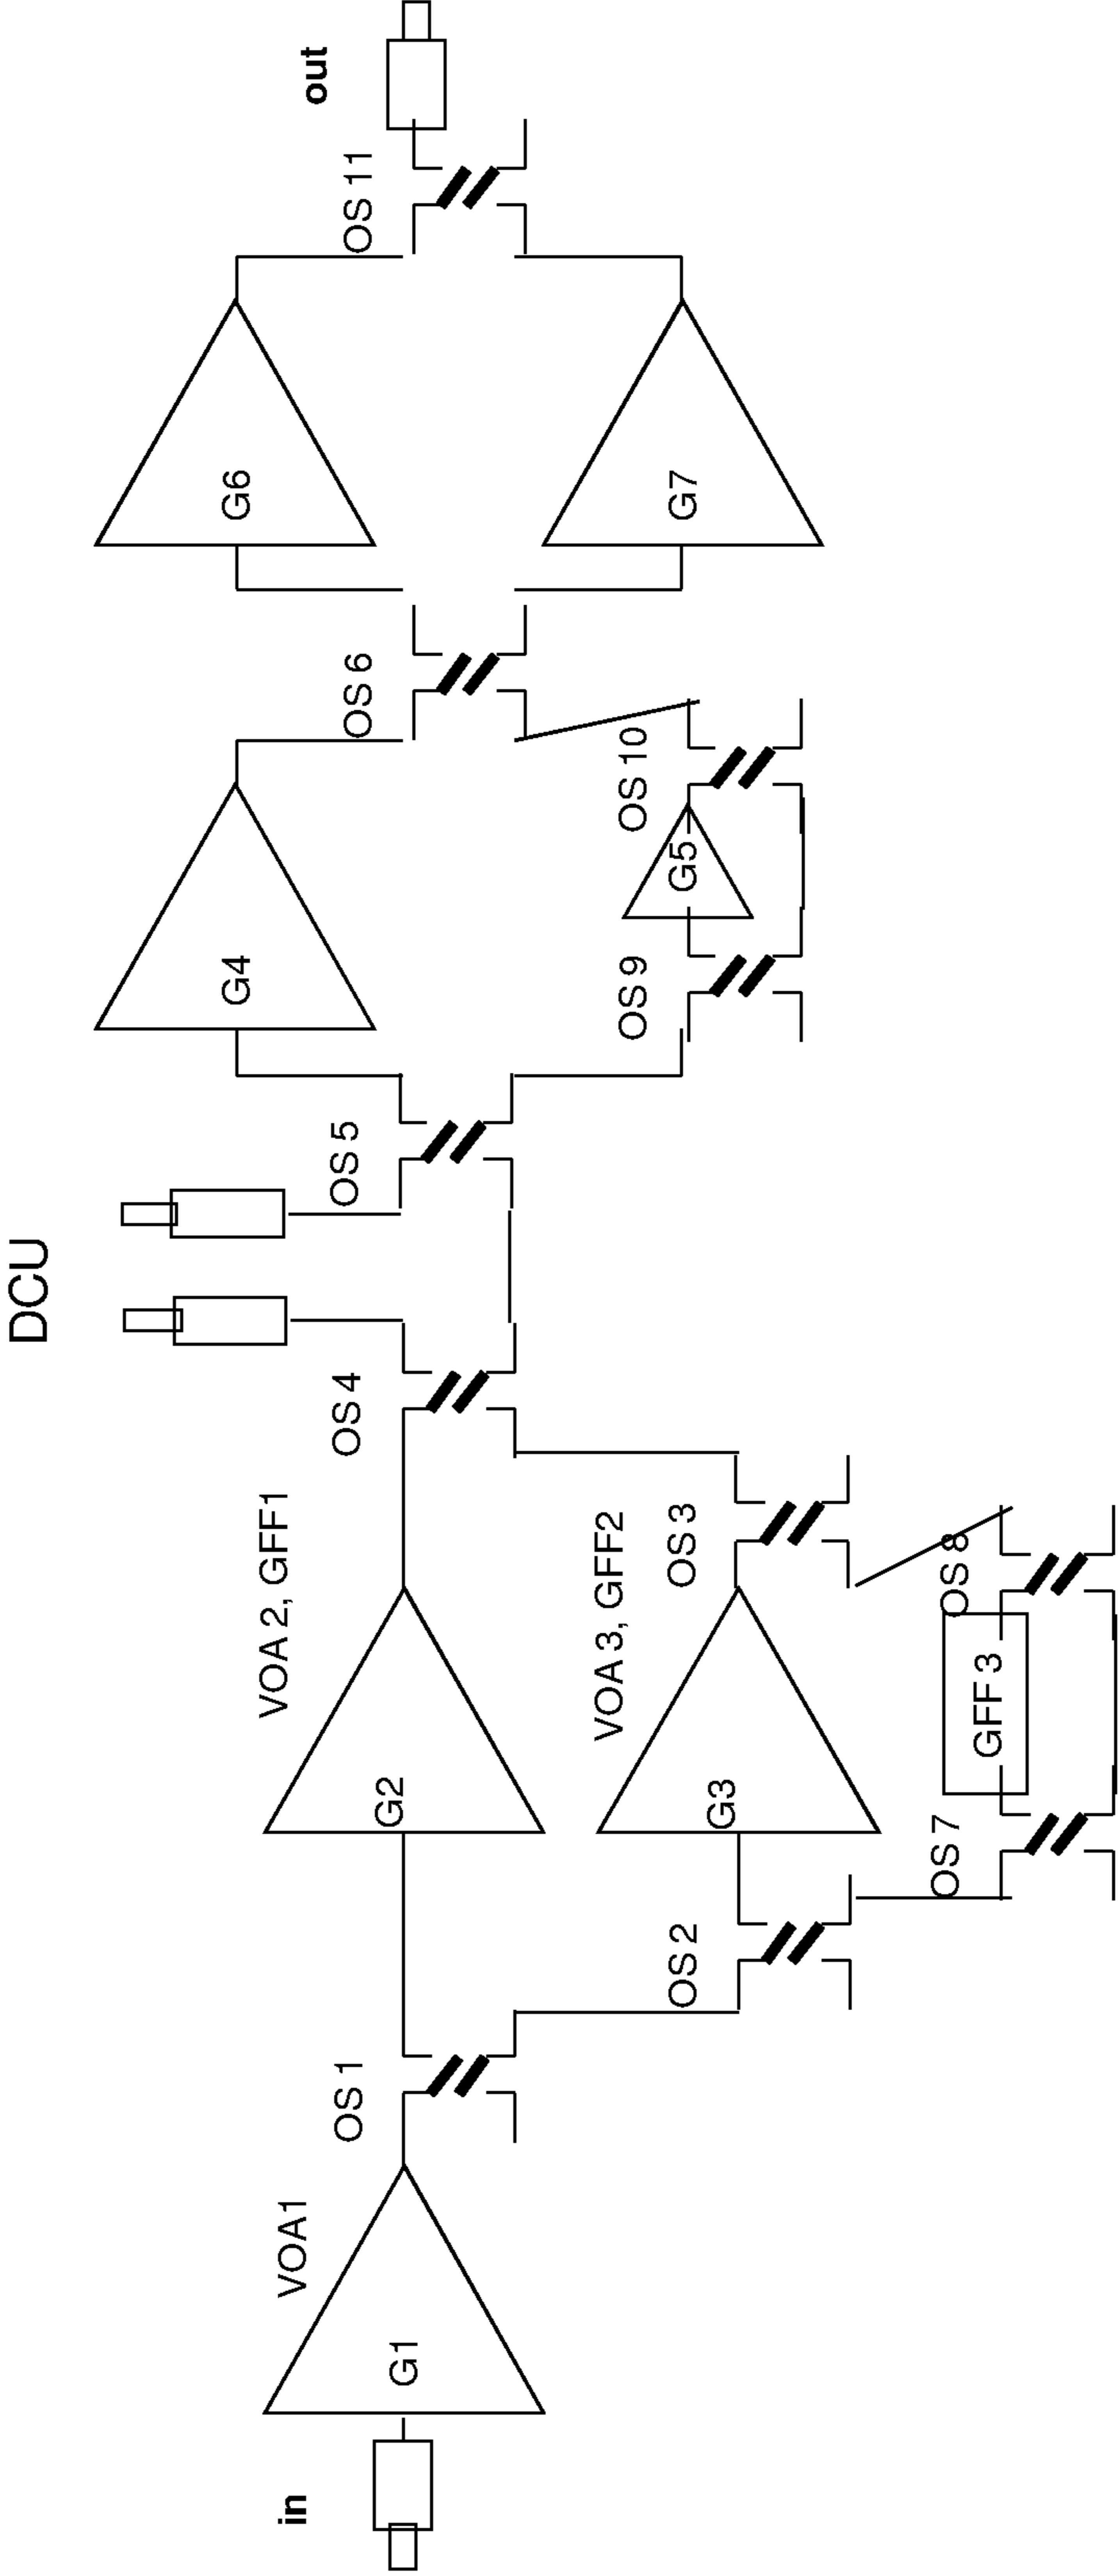 DCU
in
G1
VOA1
OS 1
G2
VOA 2, GFF1
OS 2
G3
VOA 3, GFF2
OS 3
OS 7
GFF 3
OS 8
OS 4
OS 5
G4
OS 9
G5
OS 10
OS 6
G6
G7
OS 11
out